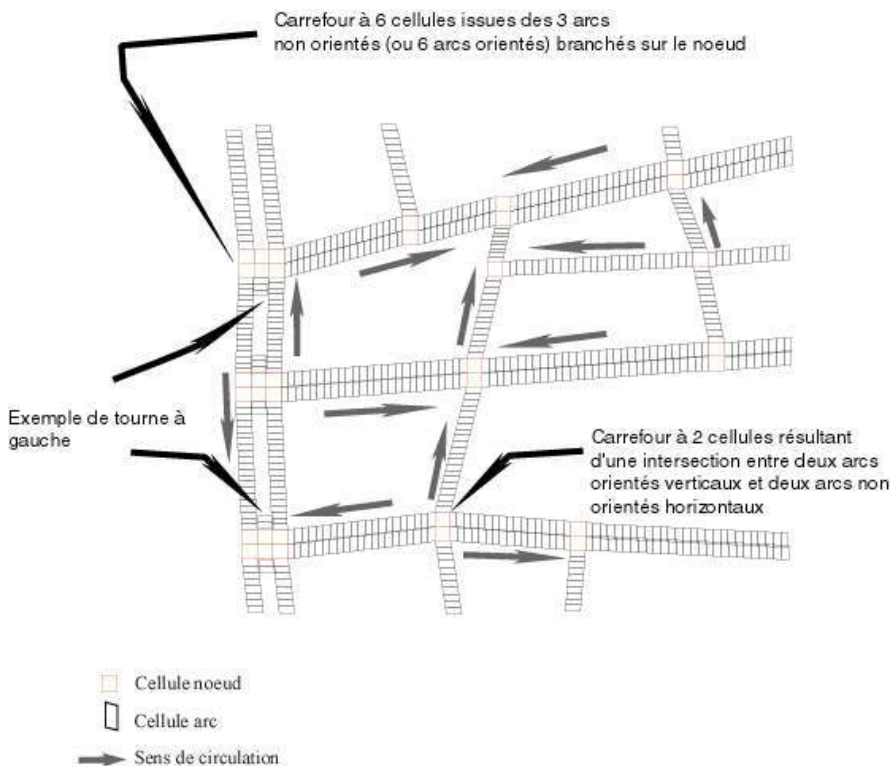 Carrefour à 6 cellules issues des 3 arcs
non orientés (ou 6 arcs orientés) branchés sur le noeud
Exemple de tourne à
gauche
Carrefour à 2 cellules résultant
d'une intersection entre deux arcs
orientés verticaux et deux arcs non
orientés horizontaux
Cellule noeud
Cellule arc
Sens de circulation